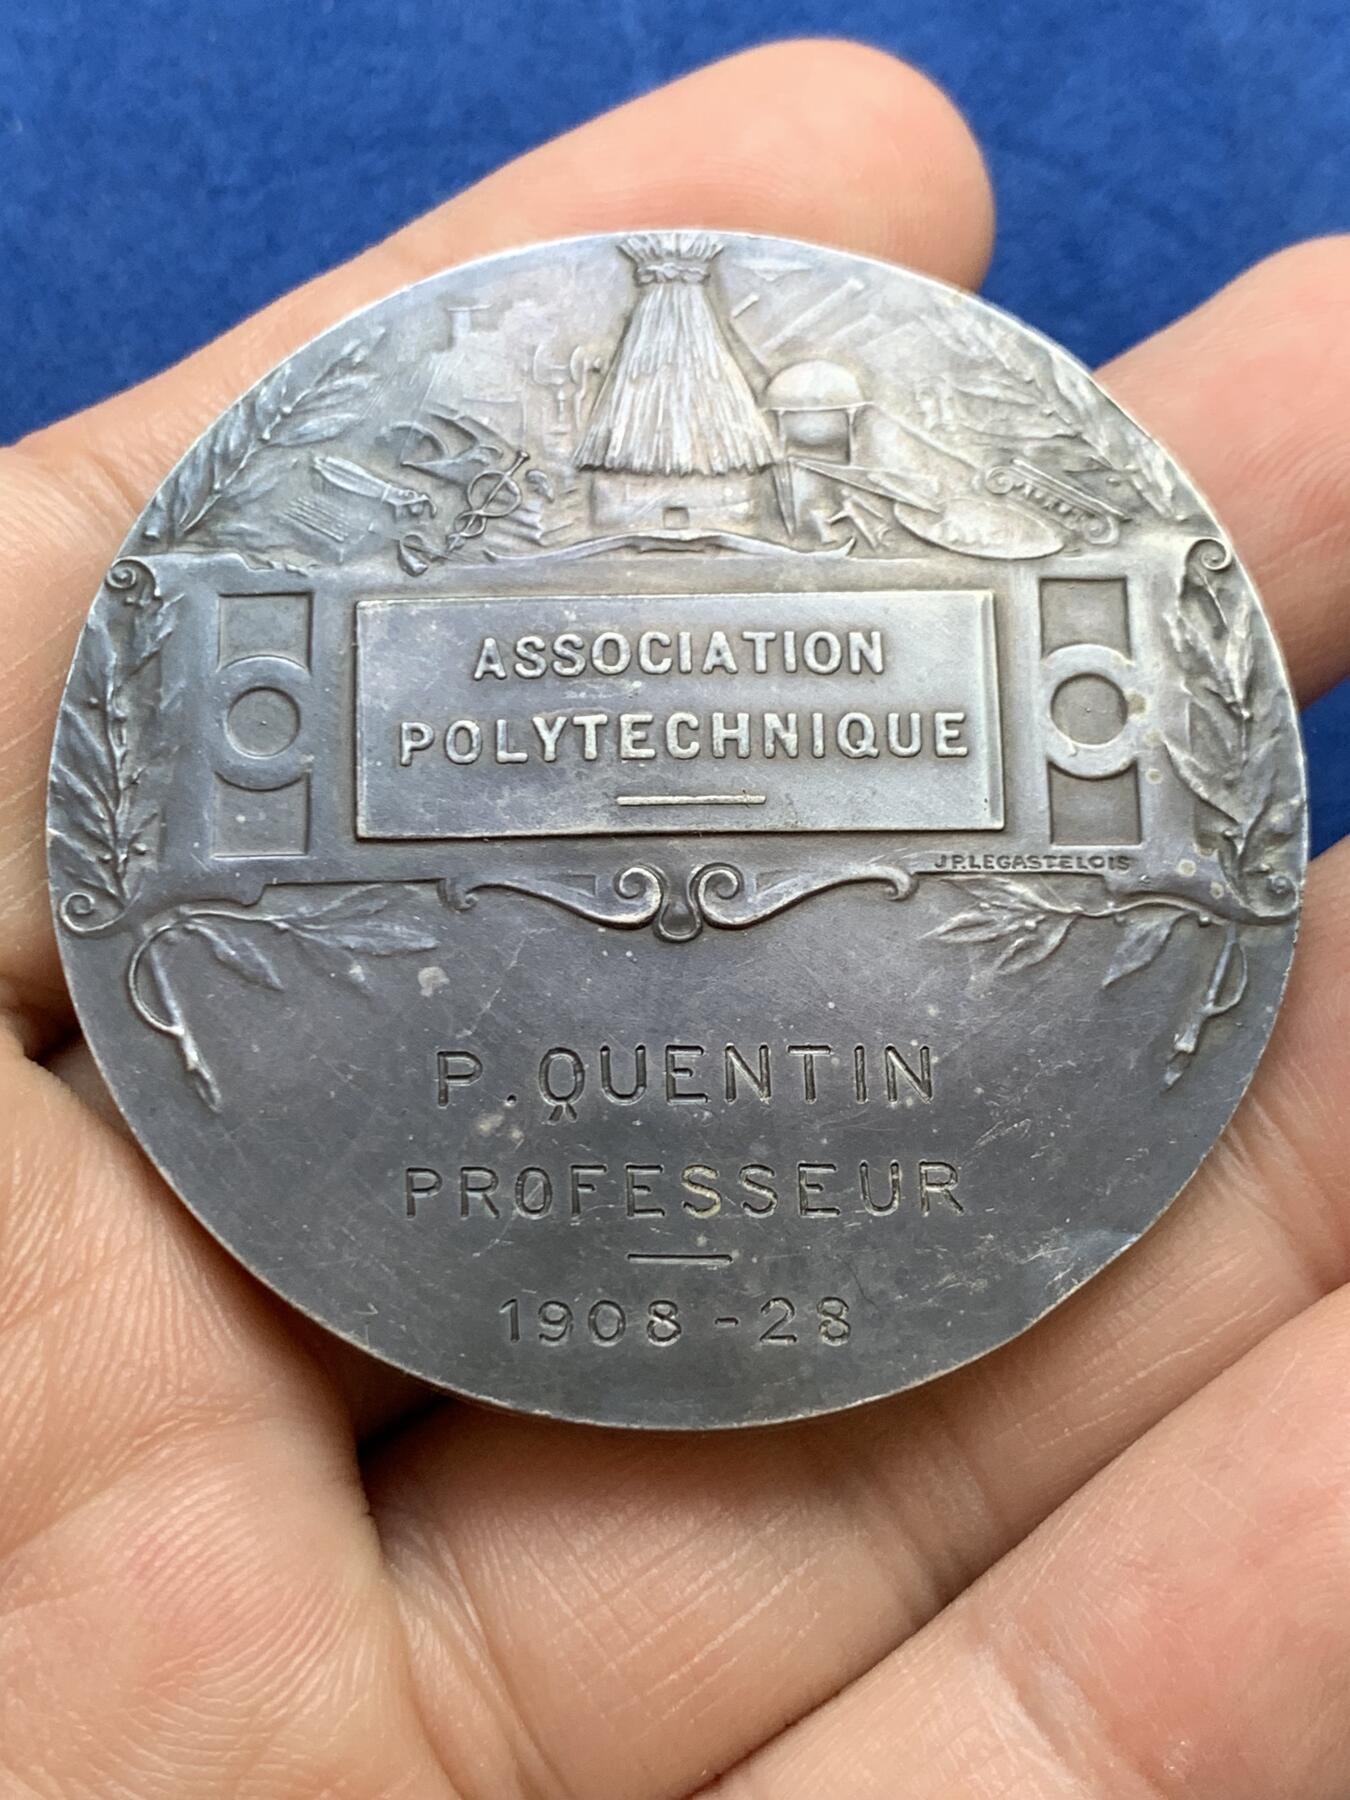 ASSOCIATION
POLYTECHNIQUE
J.P.LEGASTELOIS
P. QUENTIN
PROFESSEUR
1908-28